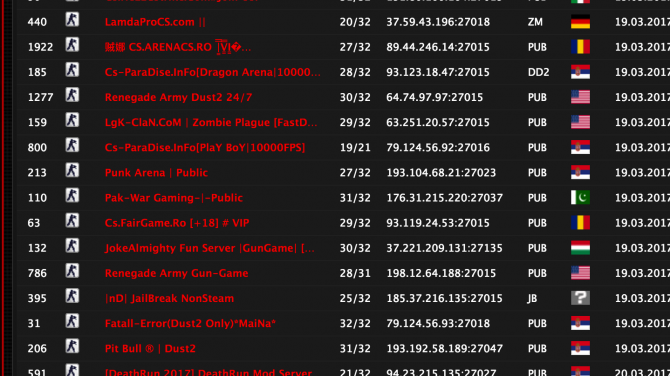 440 LamdaProCS.com || 20/32 37.59.43.196:27018 ZM 19.03.2017
1922 CS.ARENACS.RO 27/32 89.44.246.14:27015 PUB 19.03.2017
185 Cs-ParaDise.InFo[Dragon Arena|10000... 28/32 93.123.18.47:27015 DD2 19.03.2017
1277 Renegade Army Dust2 24/7 30/32 64.74.97.97:27015 PUB 19.03.2017
159 LgK-ClaN.CoM | Zombie Plague [FastD... 29/32 63.251.20.57:27015 PUB 19.03.2017
800 Cs-ParaDise.InFo[PlaY BoY|10000FPS] 19/21 79.124.56.92:27016 PUB 19.03.2017
213 Punk Arena | Public 27/32 193.104.68.21:27023 PUB 19.03.2017
110 Pak-War Gaming-|-Public 31/32 176.31.215.220:27037 PUB 19.03.2017
63 Cs.FairGame.Ro [+18] # VIP 29/32 93.119.24.53:27015 PUB 19.03.2017
132 JokeAlmighty Fun Server |GunGame| [... 30/32 37.221.209.131:27135 PUB 19.03.2017
786 Renegade Army Gun-Game 28/31 198.12.64.188:27015 PUB 19.03.2017
395 |nD| JailBreak NonSteam 25/32 185.37.216.135:27015 JB 19.03.2017
31 Fatall-Error(Dust2 Only)*MaiNa* 32/32 79.124.56.93:27018 PUB 19.03.2017
206 Pit Bull ® | Dust2 31/32 193.192.58.189:27047 PUB 19.03.2017
591 [DeathRun 2017] DeathRun Mod Server 21/32 94.23.215.135:27027 PUB 20.03.2017